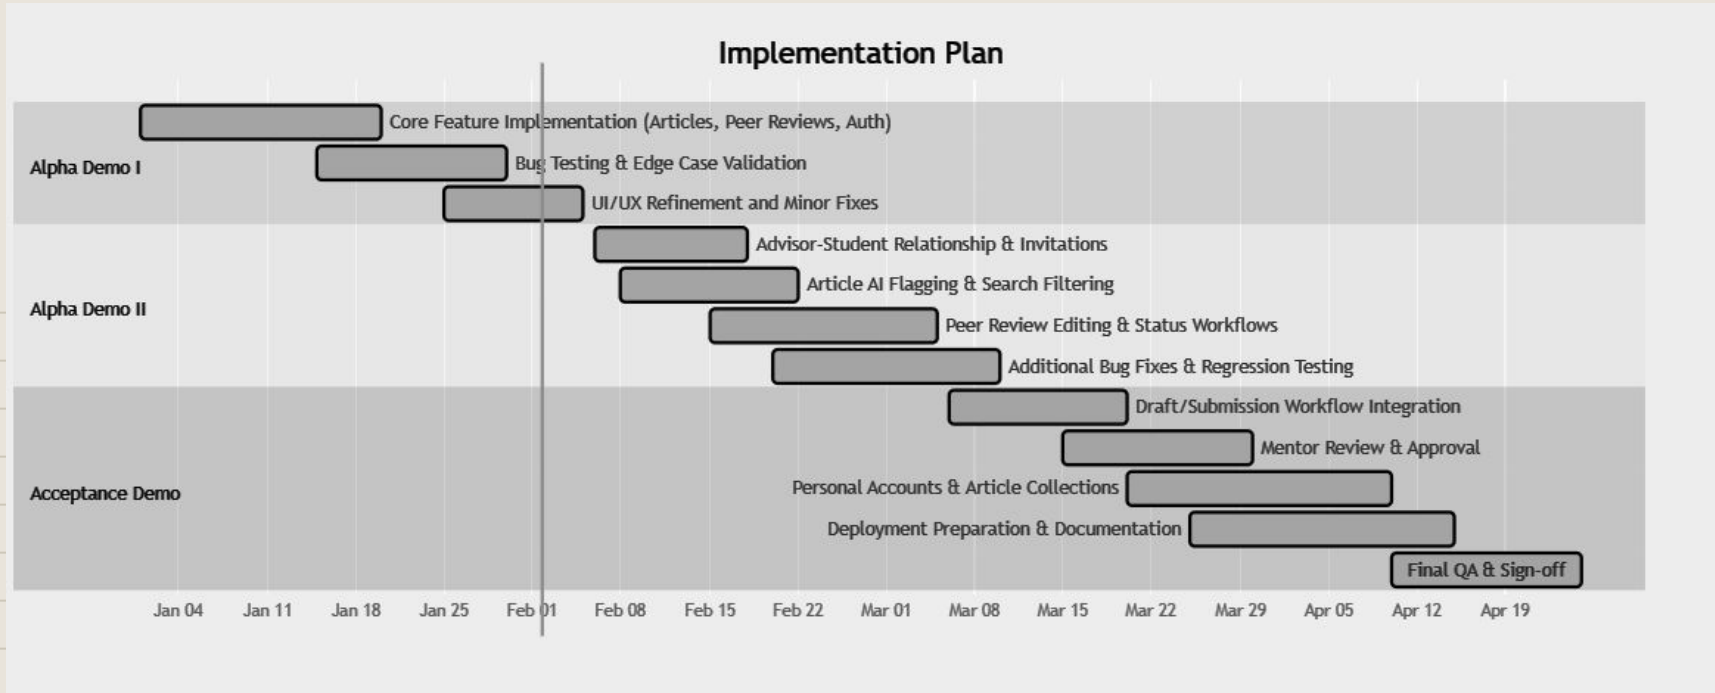 Implementation Plan
Alpha Demo I
Core Feature Implementation (Articles, Peer Reviews, Auth)
Bug Testing & Edge Case Validation
UI/UX Refinement and Minor Fixes
Alpha Demo II
Advisor-Student Relationship & Invitations
Article AI Flagging & Search Filtering
Peer Review Editing & Status Workflows
Additional Bug Fixes & Regression Testing
Acceptance Demo
Draft/Submission Workflow Integration
Mentor Review & Approval
Personal Accounts & Article Collections
Deployment Preparation & Documentation
Final QA & Sign-off
Jan 04 Jan 11 Jan 18 Jan 25 Feb 01 Feb 08 Feb 15 Feb 22 Mar 01 Mar 08 Mar 15 Mar 22 Mar 29 Apr 05 Apr 12 Apr 19